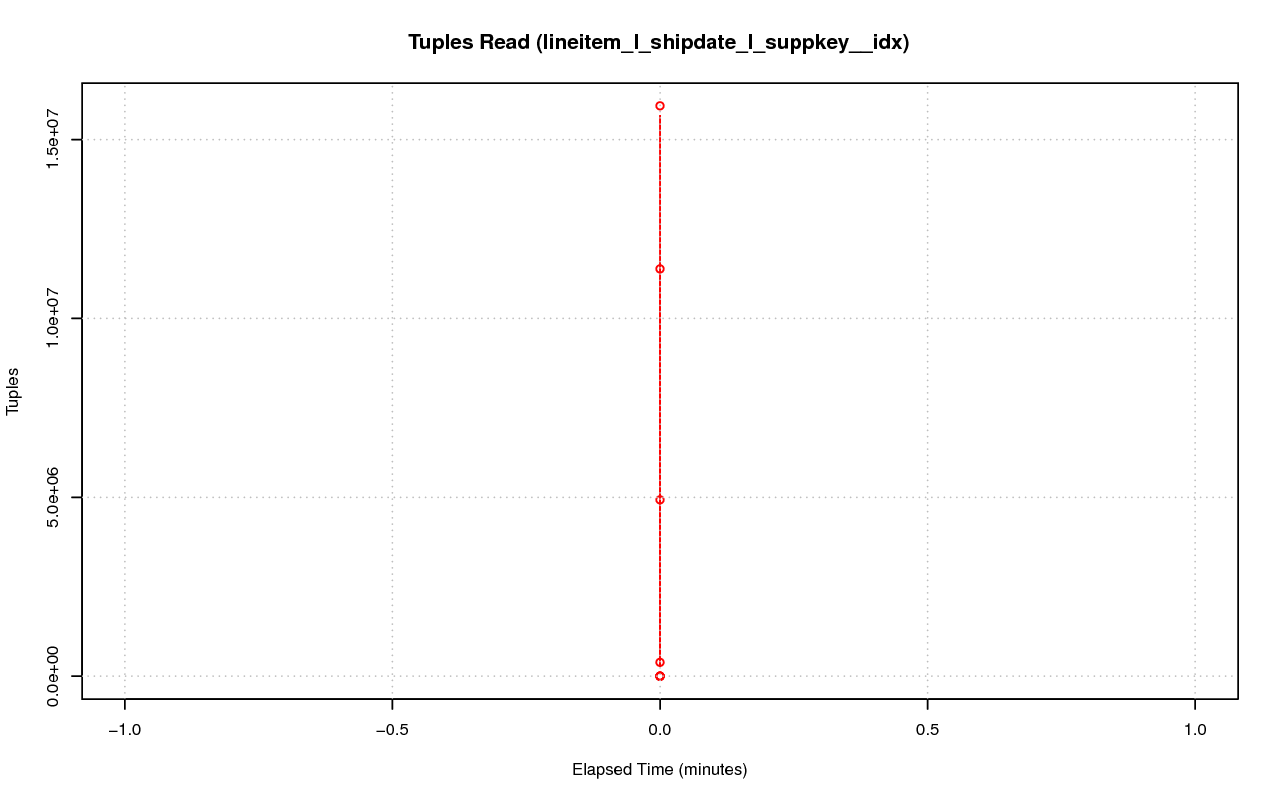 Tuples Read (lineitem_l_shipdate_l_suppkey__idx)
Tuples
1.5e+07
1.0e+07
5.0e+06
0.0e+00
−1.0
−0.5
0.0
0.5
1.0
Elapsed Time (minutes)